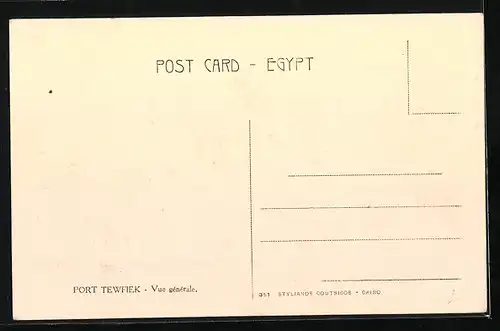 POST CARD - EGYPT
PORT TEWFIEK - Vue générale.
STYLIANOS COUTSICOS - CAIRO